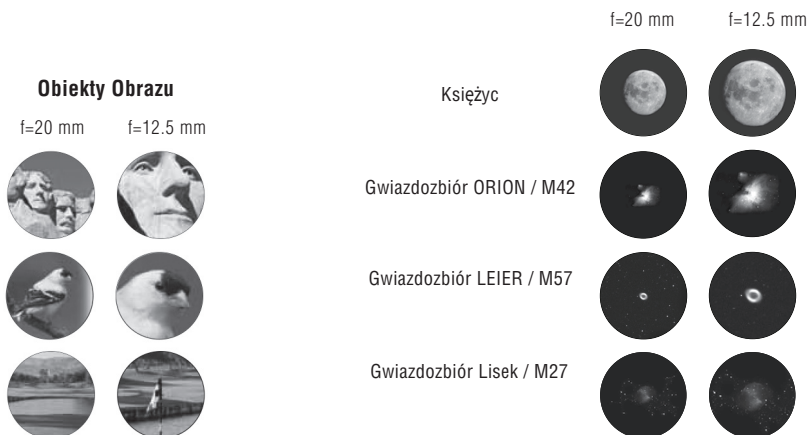 Obiekty Obrazu
f=20 mm f=12.5 mm
f=20 mm f=12.5 mm
Księżyc
Gwiazdozbiór ORION / M42
Gwiazdozbiór LEIER / M57
Gwiazdozbiór Lisek / M27